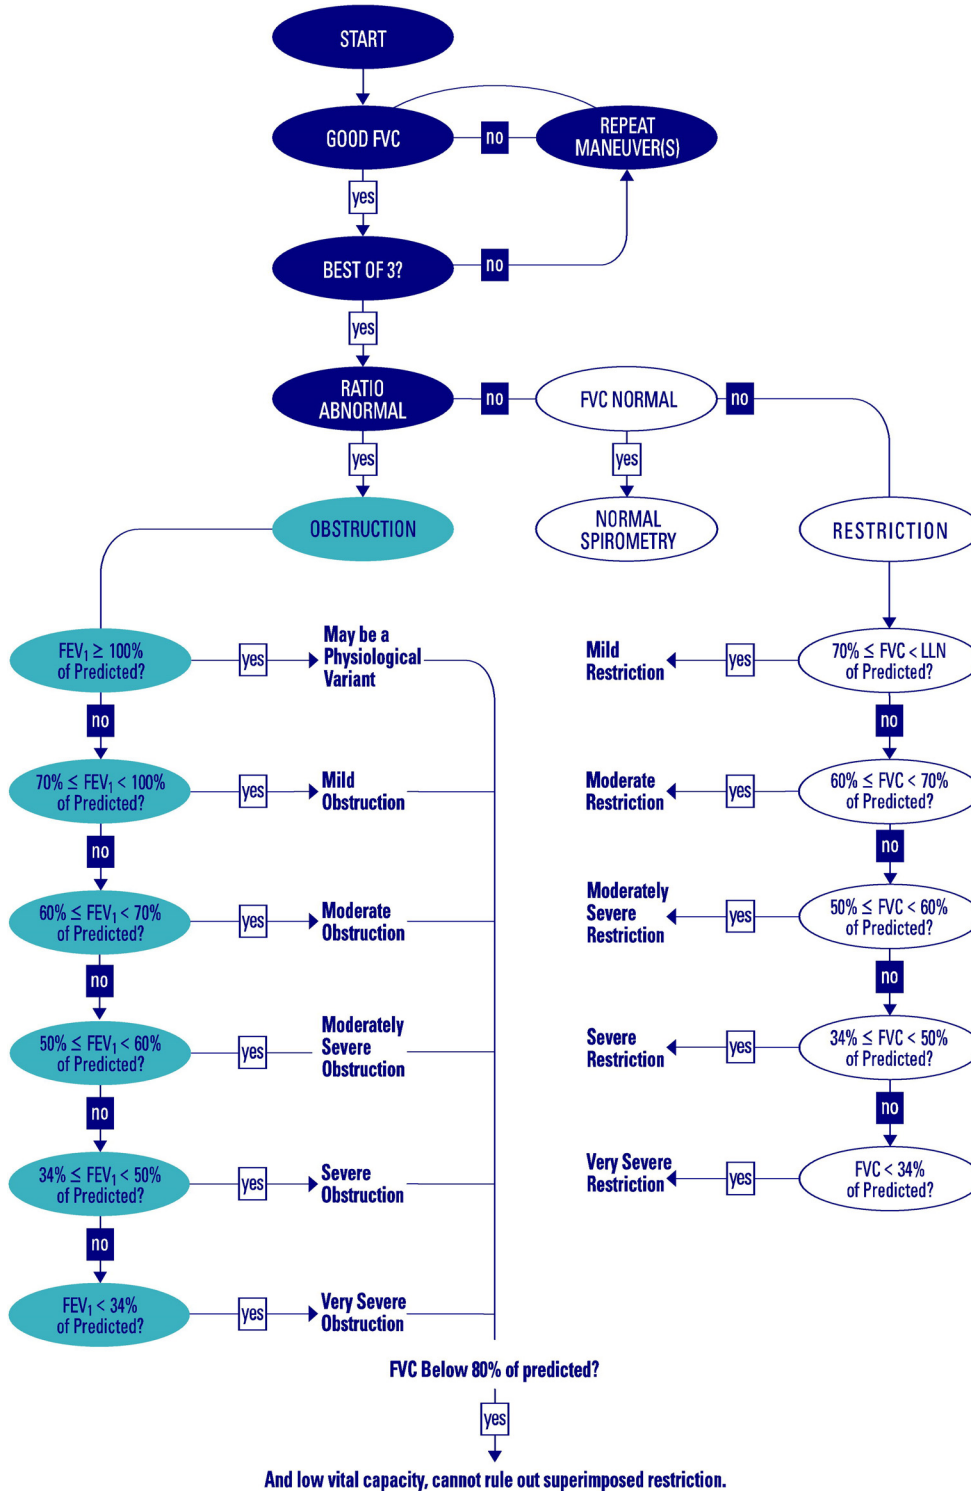 START
GOOD FVC
no
REPEAT
MANEUVER(S)
yes
BEST OF 3?
no
yes
RATIO
ABNORMAL
no
FVC NORMAL
no
yes
yes
OBSTRUCTION
NORMAL
SPIROMETRY
RESTRICTION
FEV₁ ≥ 100%
of Predicted?
yes
May be a
Physiological
Variant
Mild
Restriction
yes
70% ≤ FVC < LLN
of Predicted?
no
no
70% ≤ FEV₁ < 100%
of Predicted?
yes
Mild
Obstruction
Moderate
Restriction
yes
60% ≤ FVC < 70%
of Predicted?
no
no
60% ≤ FEV₁ < 70%
of Predicted?
yes
Moderate
Obstruction
Moderately
Severe
Restriction
yes
50% ≤ FVC < 60%
of Predicted?
no
no
50% ≤ FEV₁ < 60%
of Predicted?
yes
Moderately
Severe
Obstruction
Severe
Restriction
yes
34% ≤ FVC < 50%
of Predicted?
no
no
34% ≤ FEV₁ < 50%
of Predicted?
yes
Severe
Obstruction
Very Severe
Restriction
yes
FVC < 34%
of Predicted?
no
FEV₁ < 34%
of Predicted?
yes
Very Severe
Obstruction
FVC Below 80% of predicted?
yes
And low vital capacity, cannot rule out superimposed restriction.